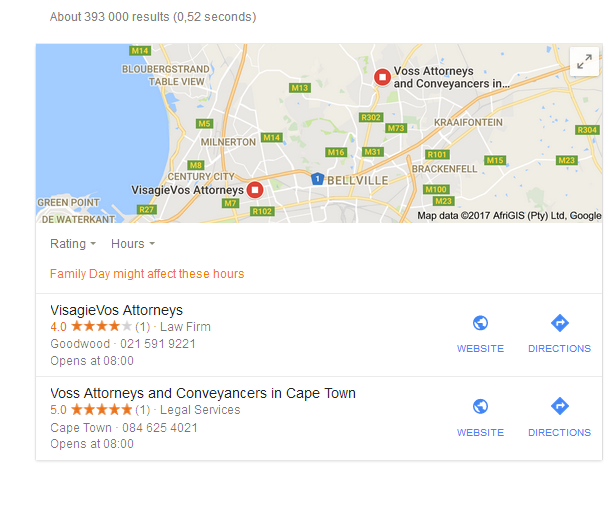 About 393 000 results (0,52 seconds)
M14
BLOUBERGSTRAND
TABLE VIEW
Voss Attorneys
and Conveyancers in...
M13
R302
M73
KRAAIFONTEIN
R304
M5
MILNERTON
M14
M16
M31
R101
M15
M23
M8
CENTURY CITY
BRACKENFELL
1
BELLVILLE
VisagieVos Attorneys
M100
GREEN POINT
M7
M23
R27
R102
DE WATERKANT
Map data ©2017 AfriGIS (Pty) Ltd, Google
Rating Hours
Family Day might affect these hours
VisagieVos Attorneys
4.0 ★★★★★ (1) · Law Firm
Goodwood · 021 591 9221
Opens at 08:00
WEBSITE DIRECTIONS
Voss Attorneys and Conveyancers in Cape Town
5.0 ★★★★★ (1) · Legal Services
Cape Town · 084 625 4021
Opens at 08:00
WEBSITE DIRECTIONS